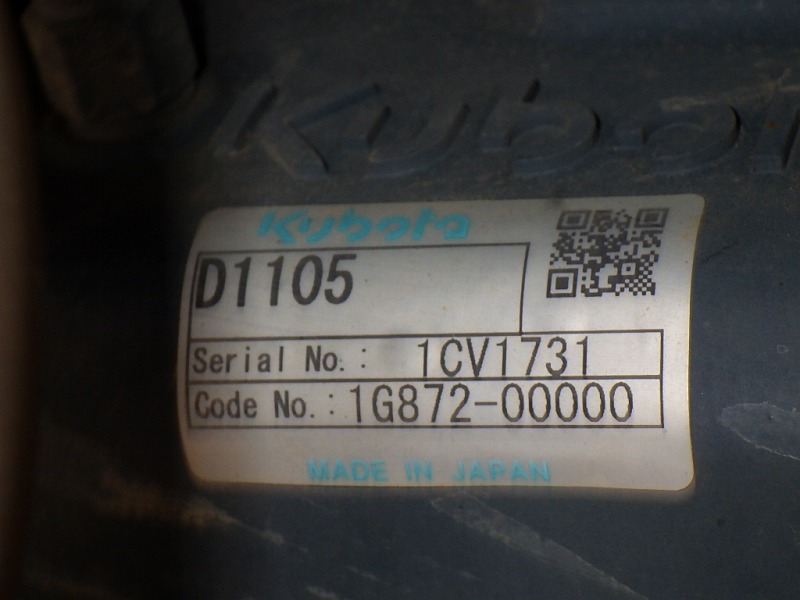 Kubota
Kubota
D1105
Serial No.: 1CV1731
Code No.: 1G872-00000
MADE IN JAPAN